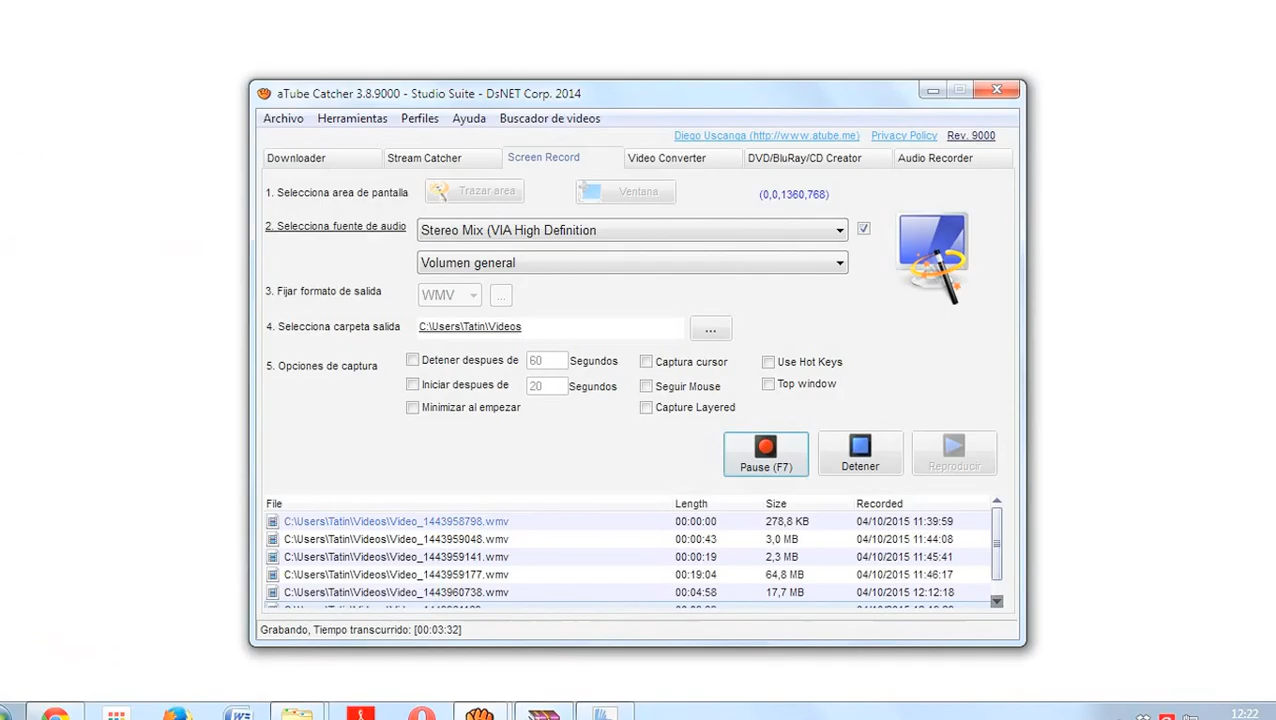 aTube Catcher 3.8.9000 - Studio Suite - DsNET Corp. 2014
Archivo Herramientas Perfiles Ayuda Buscador de videos
Diego Uscanga (http://www.atube.me) Privacy Policy Rev. 9000
Downloader Stream Catcher Screen Record Video Converter DVD/BluRay/CD Creator Audio Recorder
1. Selecciona area de pantalla Trazar area Ventana (0,0,1360,768)
2. Selecciona fuente de audio Stereo Mix (VIA High Definition
Volumen general
3. Fijar formato de salida WMV ...
4. Selecciona carpeta salida C:\Users\Tatin\Videos ...
5. Opciones de captura Detener despues de 60 Segundos Captura cursor Use Hot Keys
Iniciar despues de 20 Segundos Seguir Mouse Top window
Minimizar al empezar Capture Layered
Pause (F7) Detener Reproducir
File Length Size Recorded
C:\Users\Tatin\Videos\Video_1443958798.wmv 00:00:00 278,8 KB 04/10/2015 11:39:59
C:\Users\Tatin\Videos\Video_1443959048.wmv 00:00:43 3,0 MB 04/10/2015 11:44:08
C:\Users\Tatin\Videos\Video_1443959141.wmv 00:00:19 2,3 MB 04/10/2015 11:45:41
C:\Users\Tatin\Videos\Video_1443959177.wmv 00:19:04 64,8 MB 04/10/2015 11:46:17
C:\Users\Tatin\Videos\Video_1443960738.wmv 00:04:58 17,7 MB 04/10/2015 12:12:18
Grabando, Tiempo transcurrido: [00:03:32]
12:22